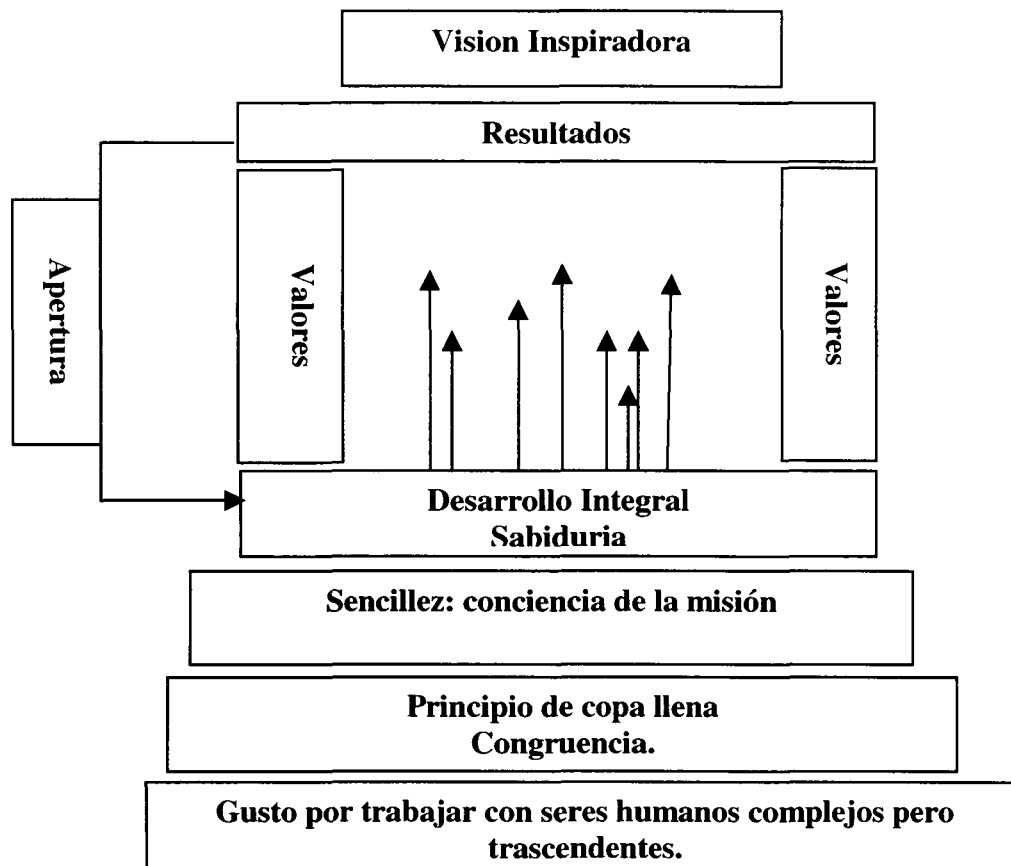 Vision Inspiradora
Resultados
Apertura
Valores
Valores
Desarrollo Integral
Sabiduria
Sencillez: conciencia de la misión
Principio de copa llena
Congruencia.
Gusto por trabajar con seres humanos complejos pero
trascendentes.